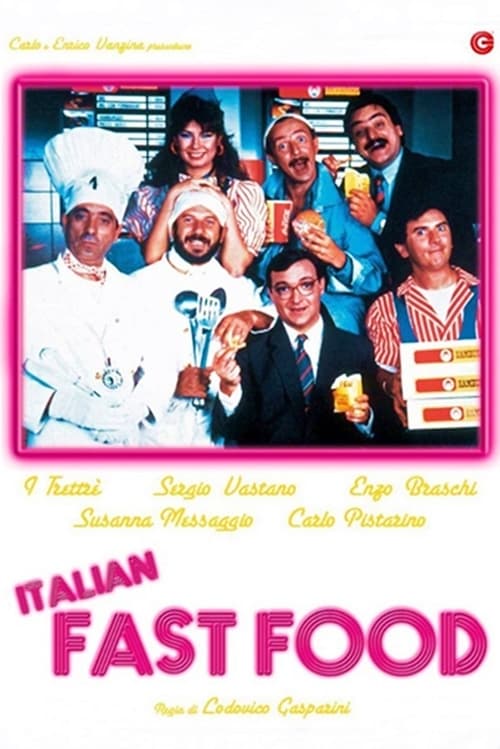 Carlo e Enrico Vanzina presentano
I Trettrè Sergio Vastano Enzo Braschi
Susanna Messaggio Carlo Pistarino
ITALIAN
FAST FOOD
Regia di Lodovico Gasparini